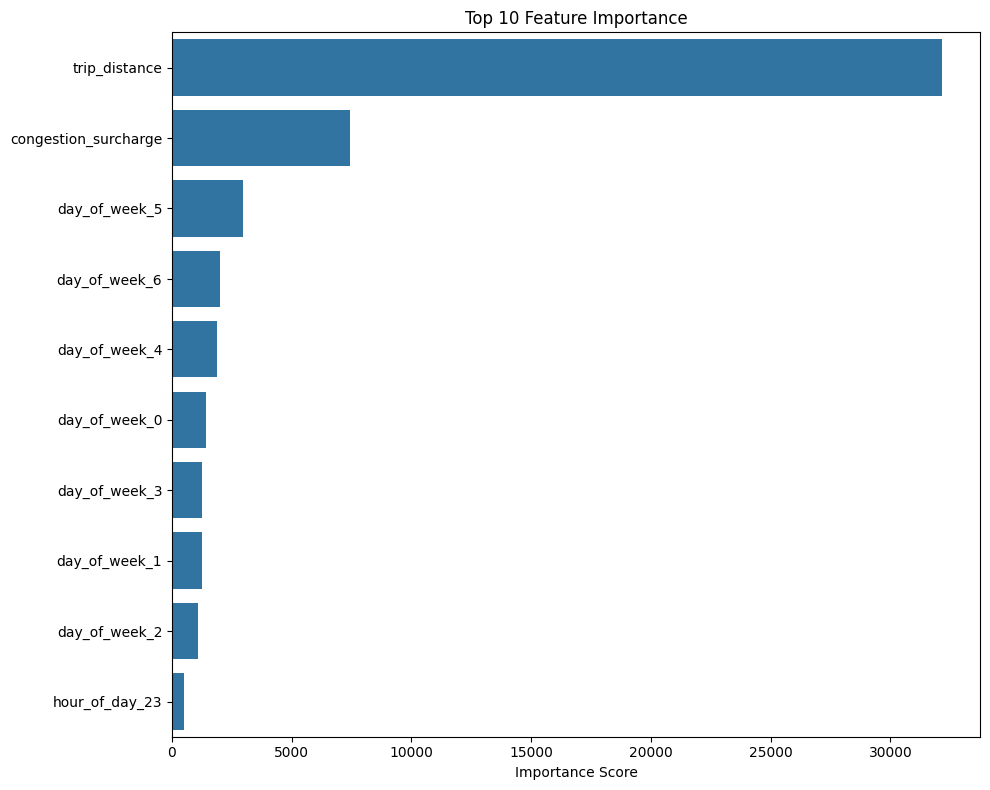 Top 10 Feature Importance
trip_distance
congestion_surcharge
day_of_week_5
day_of_week_6
day_of_week_4
day_of_week_0
day_of_week_3
day_of_week_1
day_of_week_2
hour_of_day_23
0 5000 10000 15000 20000 25000 30000
Importance Score